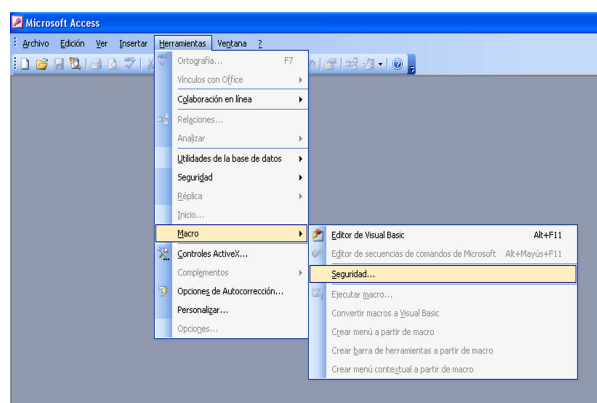 Microsoft Access
Archivo Edición Ver Insertar Herramientas Ventana ?
Ortografía... F7
Vínculos con Office
Colaboración en línea
Relaciones...
Analizar
Utilidades de la base de datos
Seguridad
Réplica
Inicio...
Macro
Controles ActiveX...
Complementos
Opciones de Autocorrección...
Personalizar...
Opciones...
Editor de Visual Basic Alt+F11
Editor de secuencias de comandos de Microsoft Alt+Mayús+F11
Seguridad...
Ejecutar macro...
Convertir macros a Visual Basic
Crear menú a partir de macro
Crear barra de herramientas a partir de macro
Crear menú contextual a partir de macro